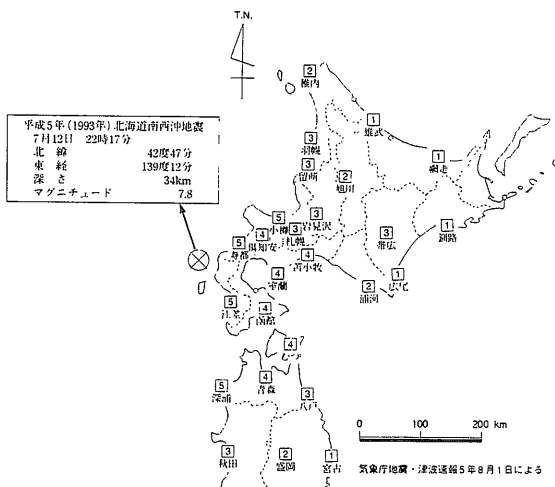 T.N.
平成5年(1993年)北海道南西沖地震
7月12日 22時17分
北緯 42度47分
東経 139度12分
深さ 34km
マグニチュード 7.8
2
稚内
1
雄武
3
羽幌
3
留萌
2
旭川
1
網走
5
小樽
3
岩見沢
4
倶知安
3
札幌
3
帯広
1
釧路
5
寿都
4
苫小牧
4
室蘭
2
浦河
1
広尾
5
江差
4
函館
4
むつ
5
深浦
4
青森
3
八戸
3
秋田
2
盛岡
1
宮古
0 100 200 km
気象庁地震・津波速報5年8月1日による